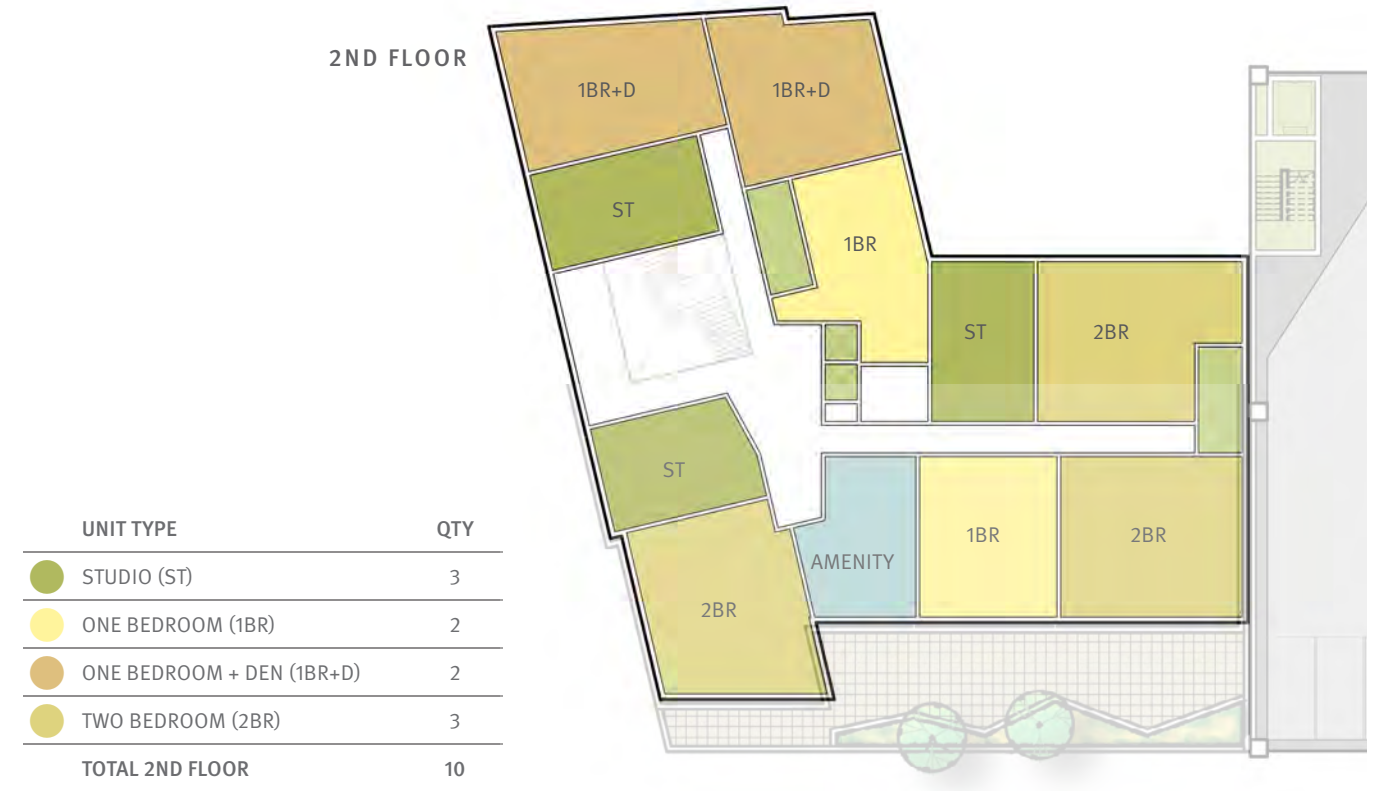 2ND FLOOR
1BR+D
1BR+D
ST
1BR
ST
2BR
ST
AMENITY
1BR
2BR
2BR
UNIT TYPE QTY
STUDIO (ST) 3
ONE BEDROOM (1BR) 2
ONE BEDROOM + DEN (1BR+D) 2
TWO BEDROOM (2BR) 3
TOTAL 2ND FLOOR 10